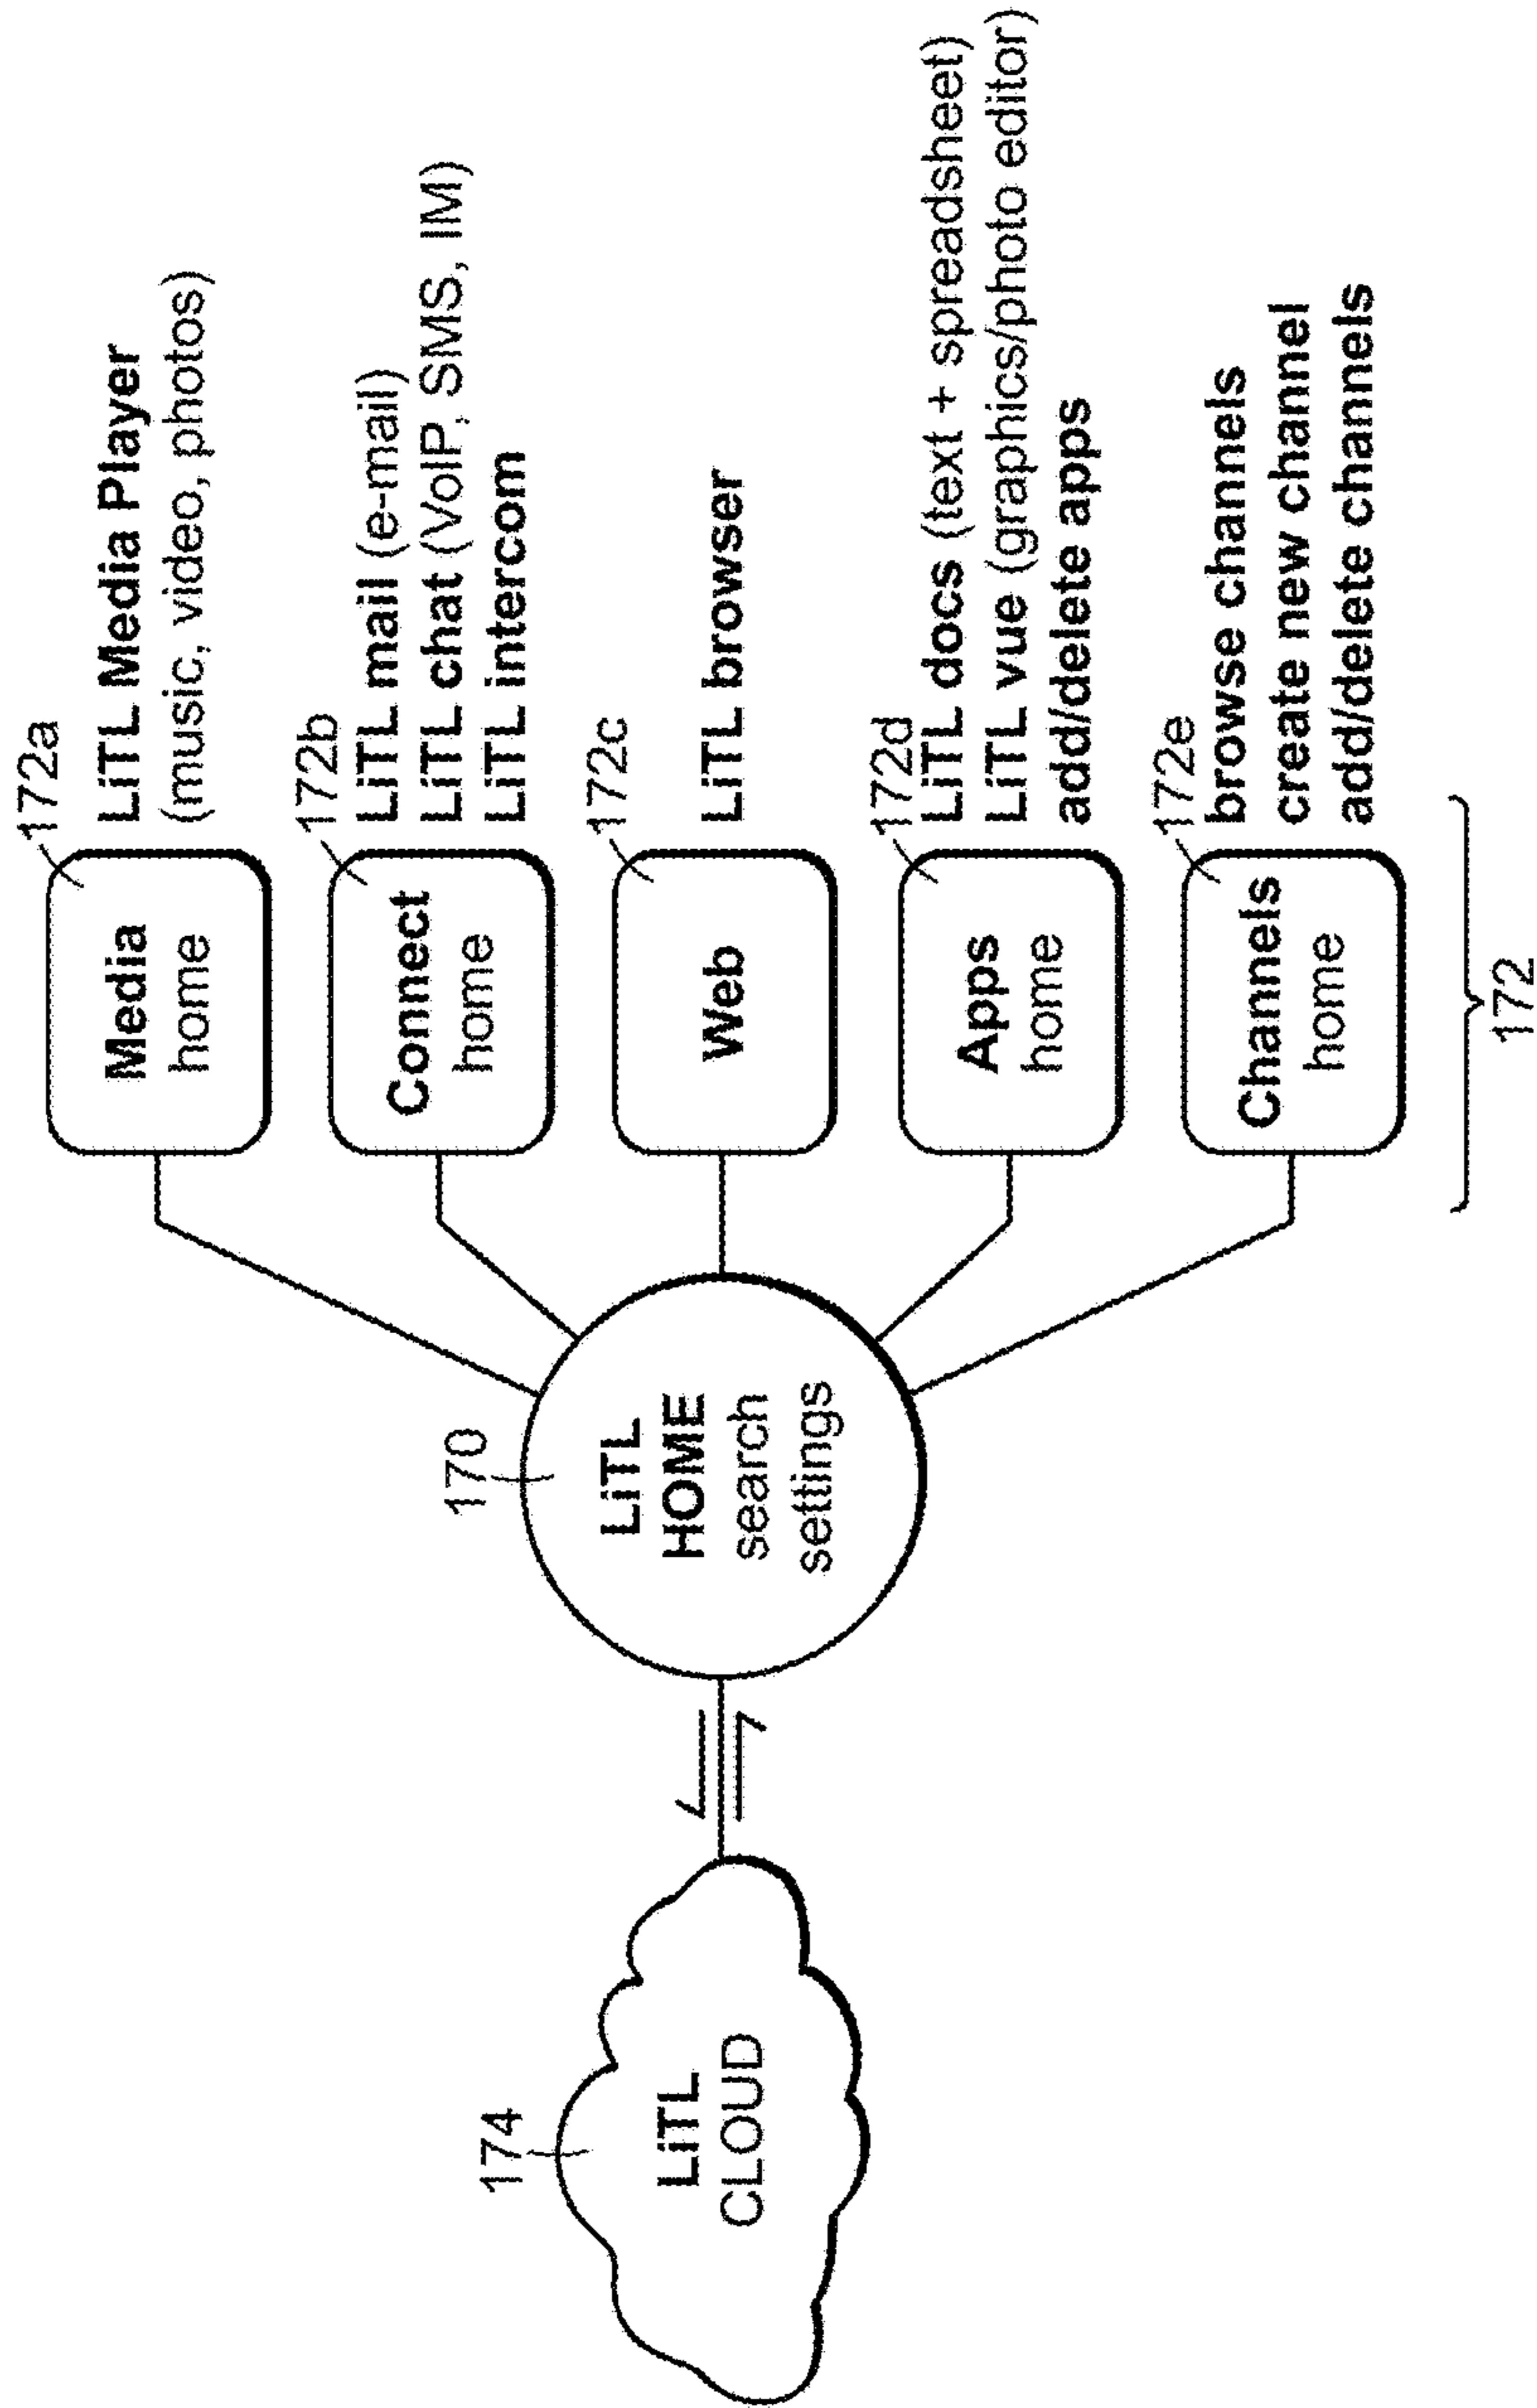 174
LiTL
CLOUD
170
LiTL
HOME
search
settings
172a
Media
home
LiTL Media Player
(music, video, photos)
172b
Connect
home
LiTL mail (e-mail)
LiTL chat (VoIP, SMS, IM)
LiTL intercom
172c
Web
LiTL browser
172d
Apps
home
LiTL docs (text + spreadsheet)
LiTL vue (graphics/photo editor)
add/delete apps
172e
Channels
home
browse channels
create new channel
add/delete channels
172